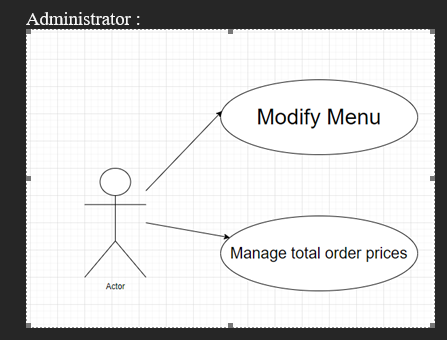 Administrator :
Modify Menu
Manage total order prices
Actor